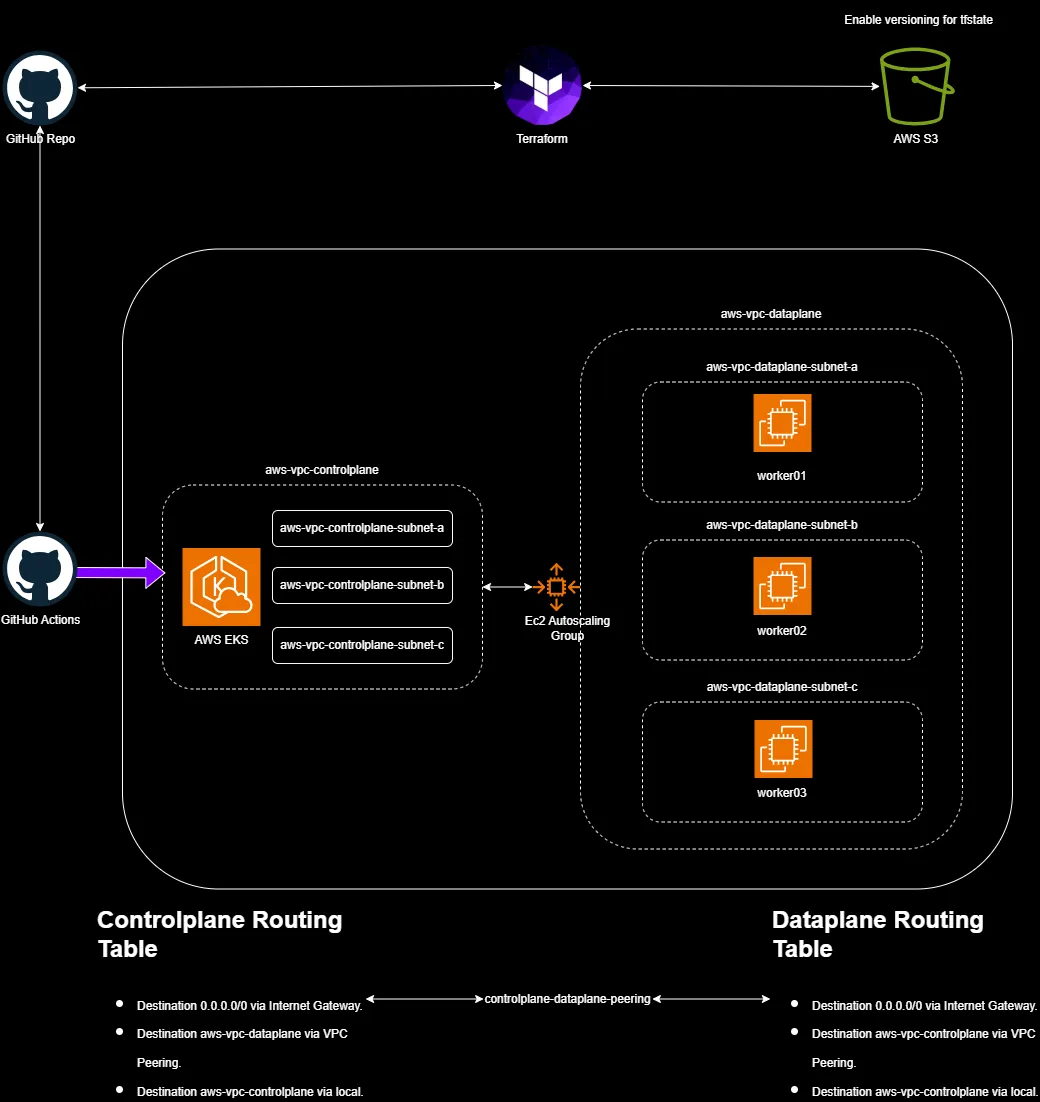 Enable versioning for tfstate
GitHub Repo
Terraform
AWS S3
aws-vpc-dataplane
aws-vpc-dataplane-subnet-a
worker01
aws-vpc-controlplane
aws-vpc-controlplane-subnet-a
aws-vpc-controlplane-subnet-b
aws-vpc-controlplane-subnet-c
AWS EKS
GitHub Actions
Ec2 Autoscaling
Group
aws-vpc-dataplane-subnet-b
worker02
aws-vpc-dataplane-subnet-c
worker03
Controlplane Routing
Table
Destination 0.0.0.0/0 via Internet Gateway.
Destination aws-vpc-dataplane via VPC
Peering.
Destination aws-vpc-controlplane via local.
controlplane-dataplane-peering
Dataplane Routing
Table
Destination 0.0.0.0/0 via Internet Gateway.
Destination aws-vpc-controlplane via VPC
Peering.
Destination aws-vpc-controlplane via local.